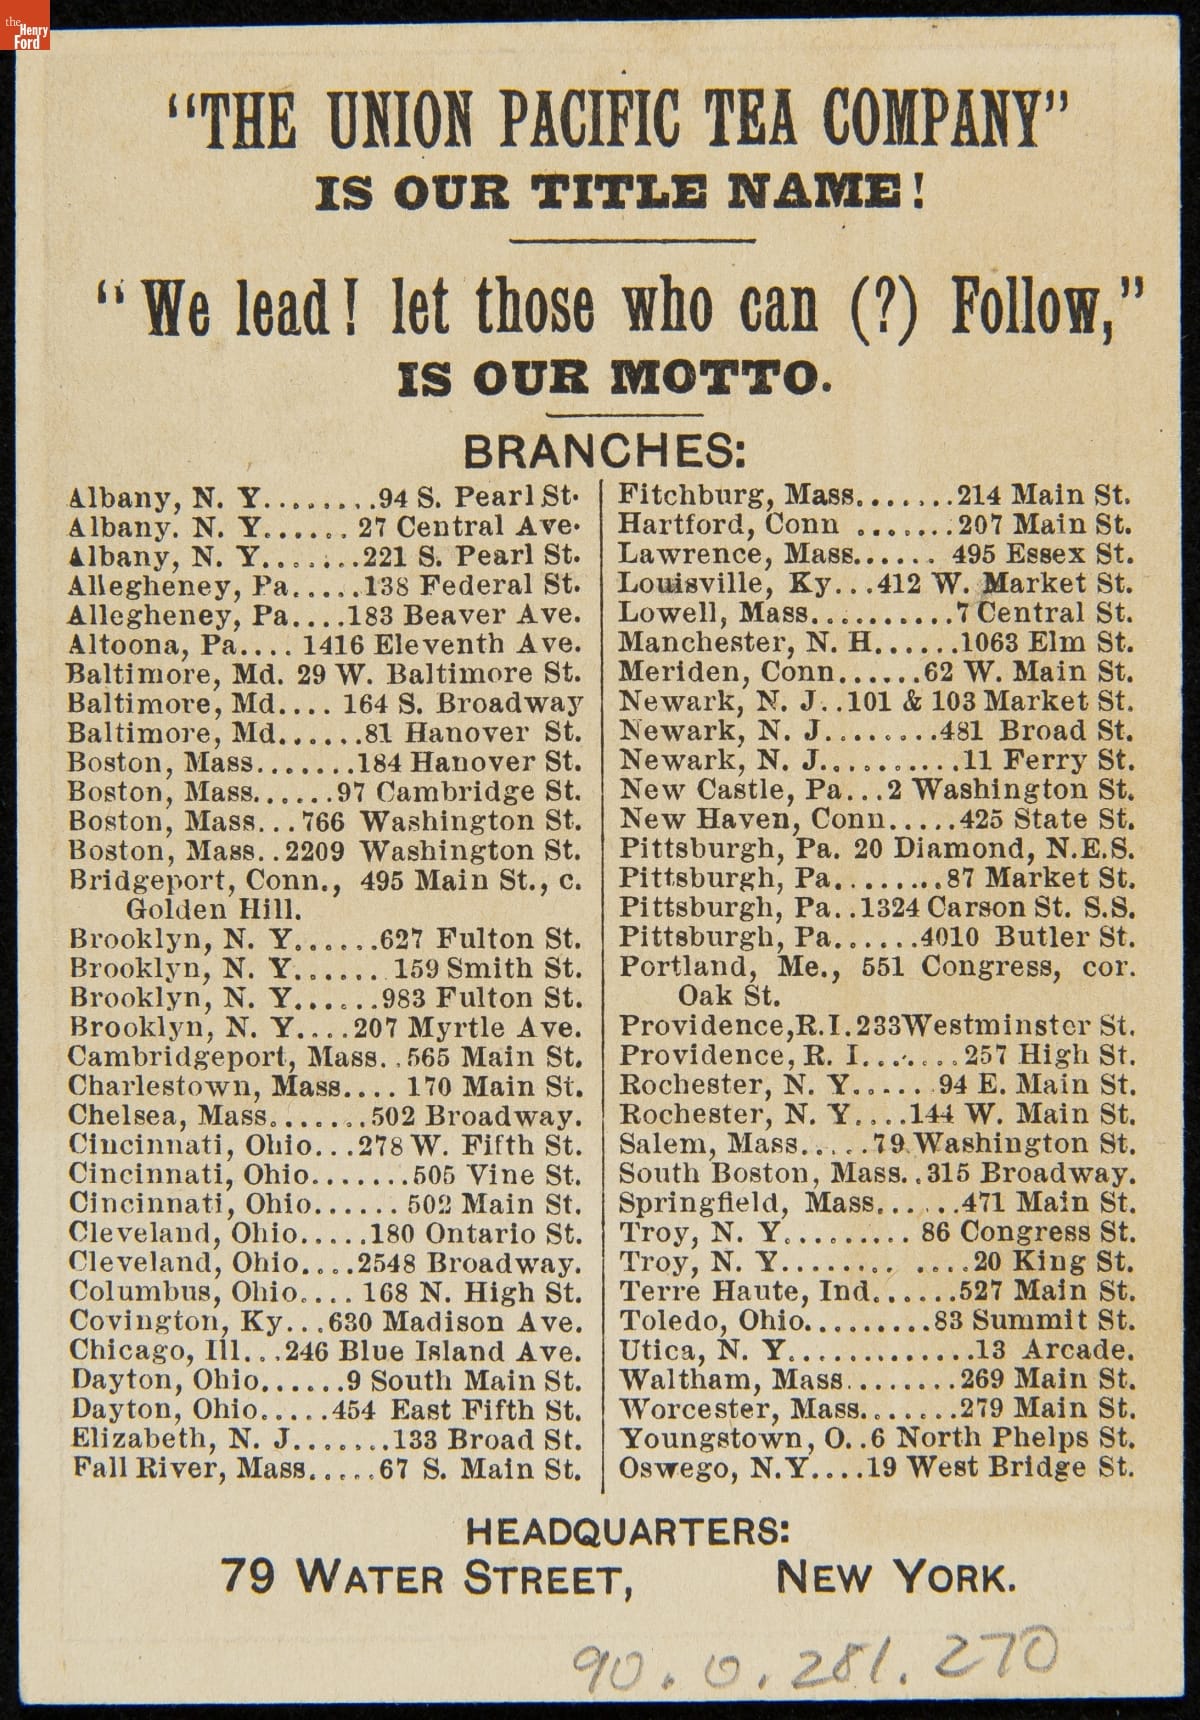 the
Henry
Ford
"THE UNION PACIFIC TEA COMPANY"
IS OUR TITLE NAME!
"We lead! let those who can (?) Follow,"
IS OUR MOTTO.
BRANCHES:
Albany, N. Y.........94 S. Pearl St.
Albany. N. Y...... 27 Central Ave.
Albany, N. Y.......221 S. Pearl St.
Allegheney, Pa.....138 Federal St.
Allegheney, Pa....183 Beaver Ave.
Altoona, Pa.... 1416 Eleventh Ave.
Baltimore, Md. 29 W. Baltimore St.
Baltimore, Md.... 164 S. Broadway
Baltimore, Md......81 Hanover St.
Boston, Mass.......184 Hanover St.
Boston, Mass......97 Cambridge St.
Boston, Mass...766 Washington St.
Boston, Mass..2209 Washington St.
Bridgeport, Conn., 495 Main St., c.
Golden Hill.
Brooklyn, N. Y......627 Fulton St.
Brooklyn, N. Y....... 159 Smith St.
Brooklyn, N. Y......983 Fulton St.
Brooklyn, N. Y....207 Myrtle Ave.
Cambridgeport, Mass..565 Main St.
Charlestown, Mass.... 170 Main St.
Chelsea, Mass........502 Broadway.
Cincinnati, Ohio...278 W. Fifth St.
Cincinnati, Ohio.......505 Vine St.
Cincinnati, Ohio...... 502 Main St.
Cleveland, Ohio.....180 Ontario St.
Cleveland, Ohio....2548 Broadway.
Columbus, Ohio.... 168 N. High St.
Covington, Ky...630 Madison Ave.
Chicago, Ill...246 Blue Island Ave.
Dayton, Ohio......9 South Main St.
Dayton, Ohio.....454 East Fifth St.
Elizabeth, N. J.......133 Broad St.
Fall River, Mass.....67 S. Main St.
Fitchburg, Mass.......214 Main St.
Hartford, Conn .......207 Main St.
Lawrence, Mass...... 495 Essex St.
Louisville, Ky...412 W. Market St.
Lowell, Mass..........7 Central St.
Manchester, N. H......1063 Elm St.
Meriden, Conn......62 W. Main St.
Newark, N. J..101 & 103 Market St.
Newark, N. J........481 Broad St.
Newark, N. J..........11 Ferry St.
New Castle, Pa...2 Washington St.
New Haven, Conn.....425 State St.
Pittsburgh, Pa. 20 Diamond, N.E.S.
Pittsburgh, Pa.........87 Market St.
Pittsburgh, Pa..1324 Carson St. S.S.
Pittsburgh, Pa......4010 Butler St.
Portland, Me., 551 Congress, cor.
Oak St.
Providence,R.I.233Westminster St.
Providence, R. I.......257 High St.
Rochester, N. Y......94 E. Main St.
Rochester, N. Y....144 W. Main St.
Salem, Mass.....79 Washington St.
South Boston, Mass..315 Broadway.
Springfield, Mass......471 Main St.
Troy, N. Y......... 86 Congress St.
Troy, N. Y........ ....20 King St.
Terre Haute, Ind......527 Main St.
Toledo, Ohio.........83 Summit St.
Utica, N. Y.............13 Arcade.
Waltham, Mass........269 Main St.
Worcester, Mass.......279 Main St.
Youngstown, O..6 North Phelps St.
Oswego, N.Y....19 West Bridge St.
HEADQUARTERS:
79 WATER STREET, NEW YORK.
90.0.281.270